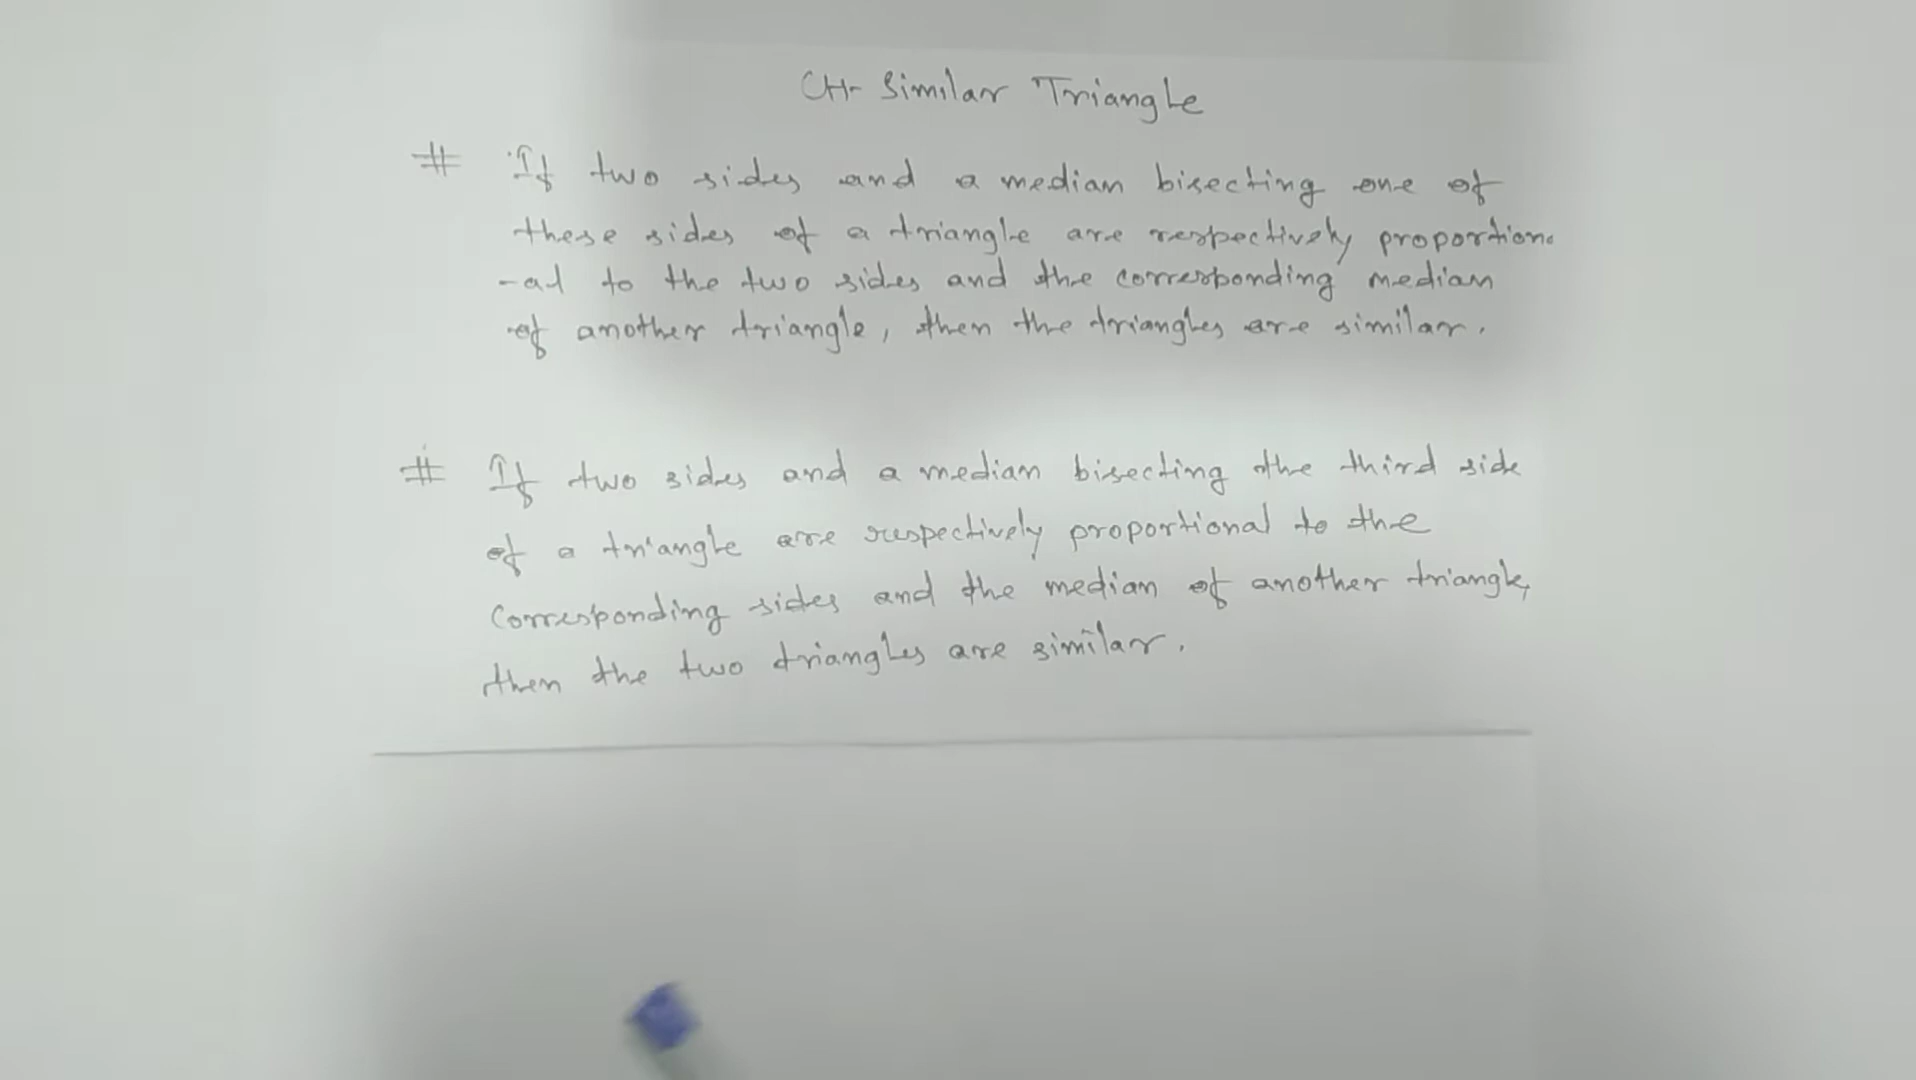 CH- Similar Triangle
# If two sides and a median bisecting one of
these sides of a triangle are respectively proportion
-al to the two sides and the corresponding median
of another triangle, then the triangles are similar.
# If two sides and a median bisecting the third side
of a triangle are respectively proportional to the
corresponding sides and the median of another triangle,
then the two triangles are similar.